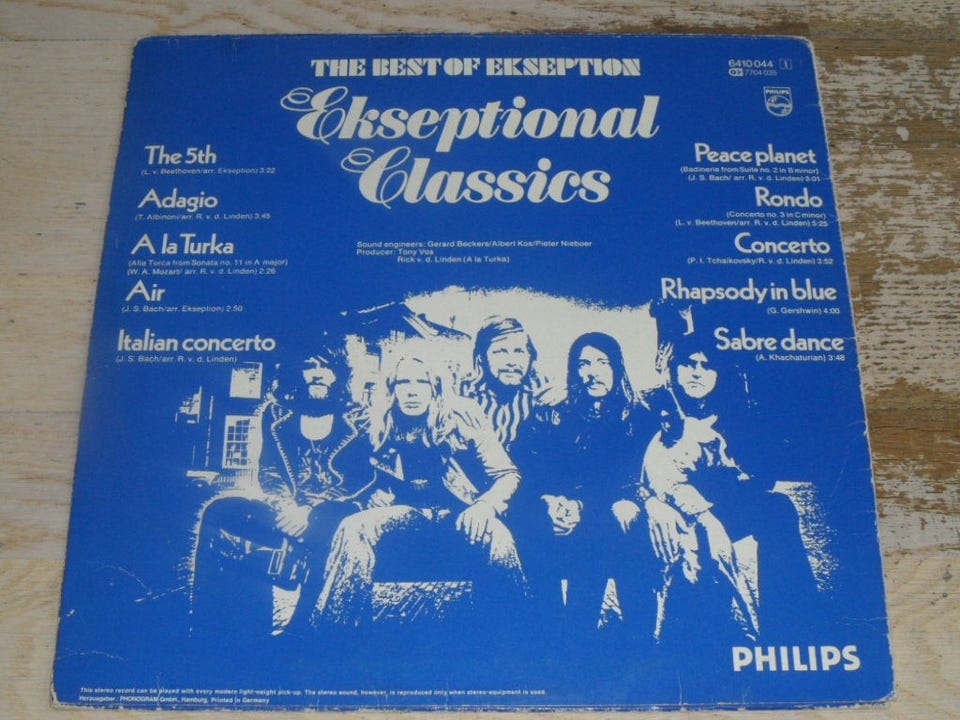 THE BEST OF EKSEPTION
6410 044 1
7704 035
PHILIPS
Ekseptional
Classics
The 5th
(L. v. Beethoven/arr. Ekseption) 3:22
Adagio
(T. Albinoni/arr. R. v. d. Linden) 3:45
A la Turka
(Alla Torca from Sonata no. 11 in A major)
(W. A. Mozart/ arr. R. v. d. Linden) 2:26
Air
(J. S. Bach/arr. Ekseption) 2:50
Italian concerto
(J. S. Bach/arr. R. v. d. Linden)
Sound engineers: Gerard Beckers/Albert Kos/Pieter Nieboer
Producer: Tony Vos
Rick v. d. Linden (A la Turka)
Peace planet
(Badinerie from Suite no. 2 in B minor)
(J. S. Bach/ arr. R. v. d. Linden) 3:01
Rondo
(Concerto no. 3 in C minor)
(L. v. Beethoven/arr. R. v. d. Linden) 5:25
Concerto
(P. I. Tchaikovsky/R. v. d. Linden) 3:52
Rhapsody in blue
(G. Gershwin) 4:00
Sabre dance
(A. Khachaturian) 3:48
PHILIPS
This stereo record can be played with every modern light-weight pick-up. The stereo sound, however, is reproduced only when stereo-equipment is used.
Herausgeber: PHONOGRAM GmbH., Hamburg, Printed in Germany